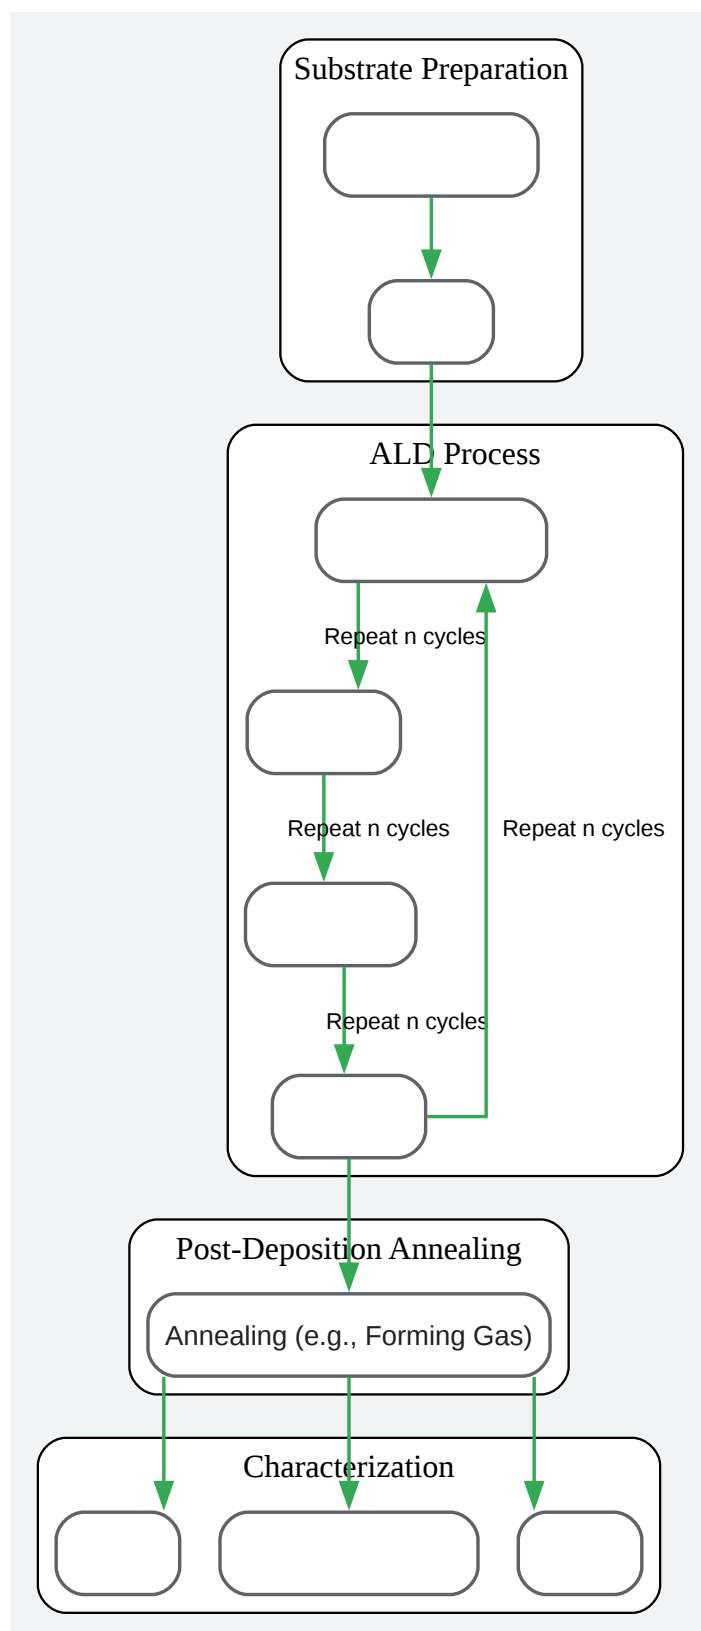 Substrate Preparation
ALD Process
Repeat n cycles
Repeat n cycles
Repeat n cycles
Repeat n cycles
Post-Deposition Annealing
Annealing (e.g., Forming Gas)
Characterization